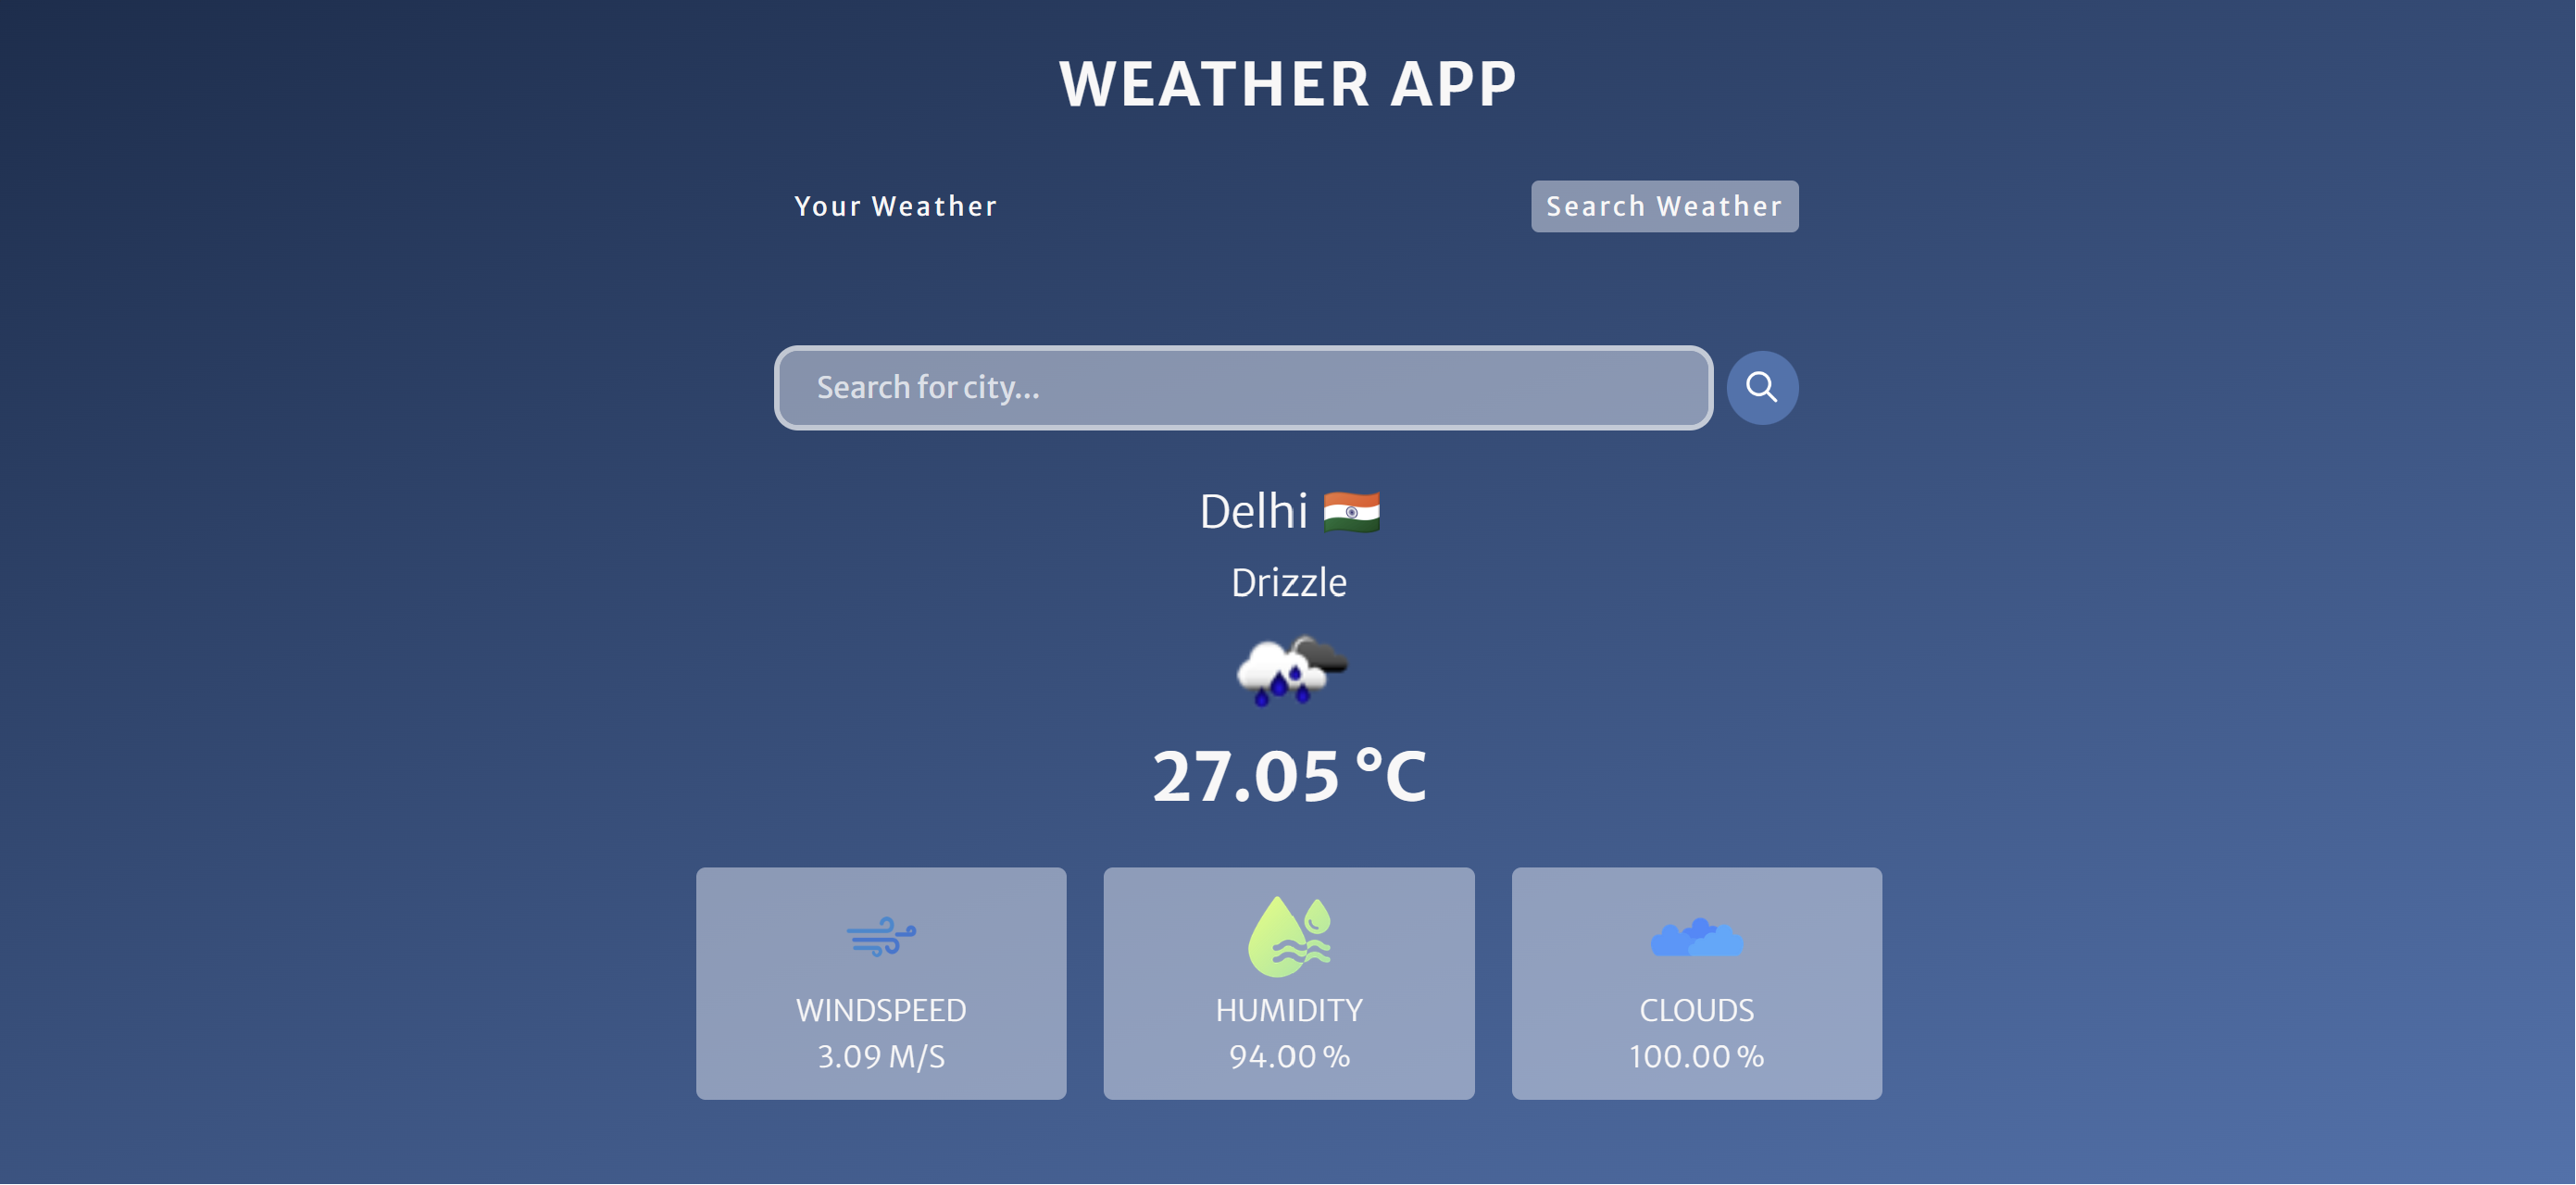 WEATHER APP
Your Weather
Search Weather
Search for city...
Delhi
Drizzle
27.05 °C
WINDSPEED
3.09 M/S
HUMIDITY
94.00 %
CLOUDS
100.00 %